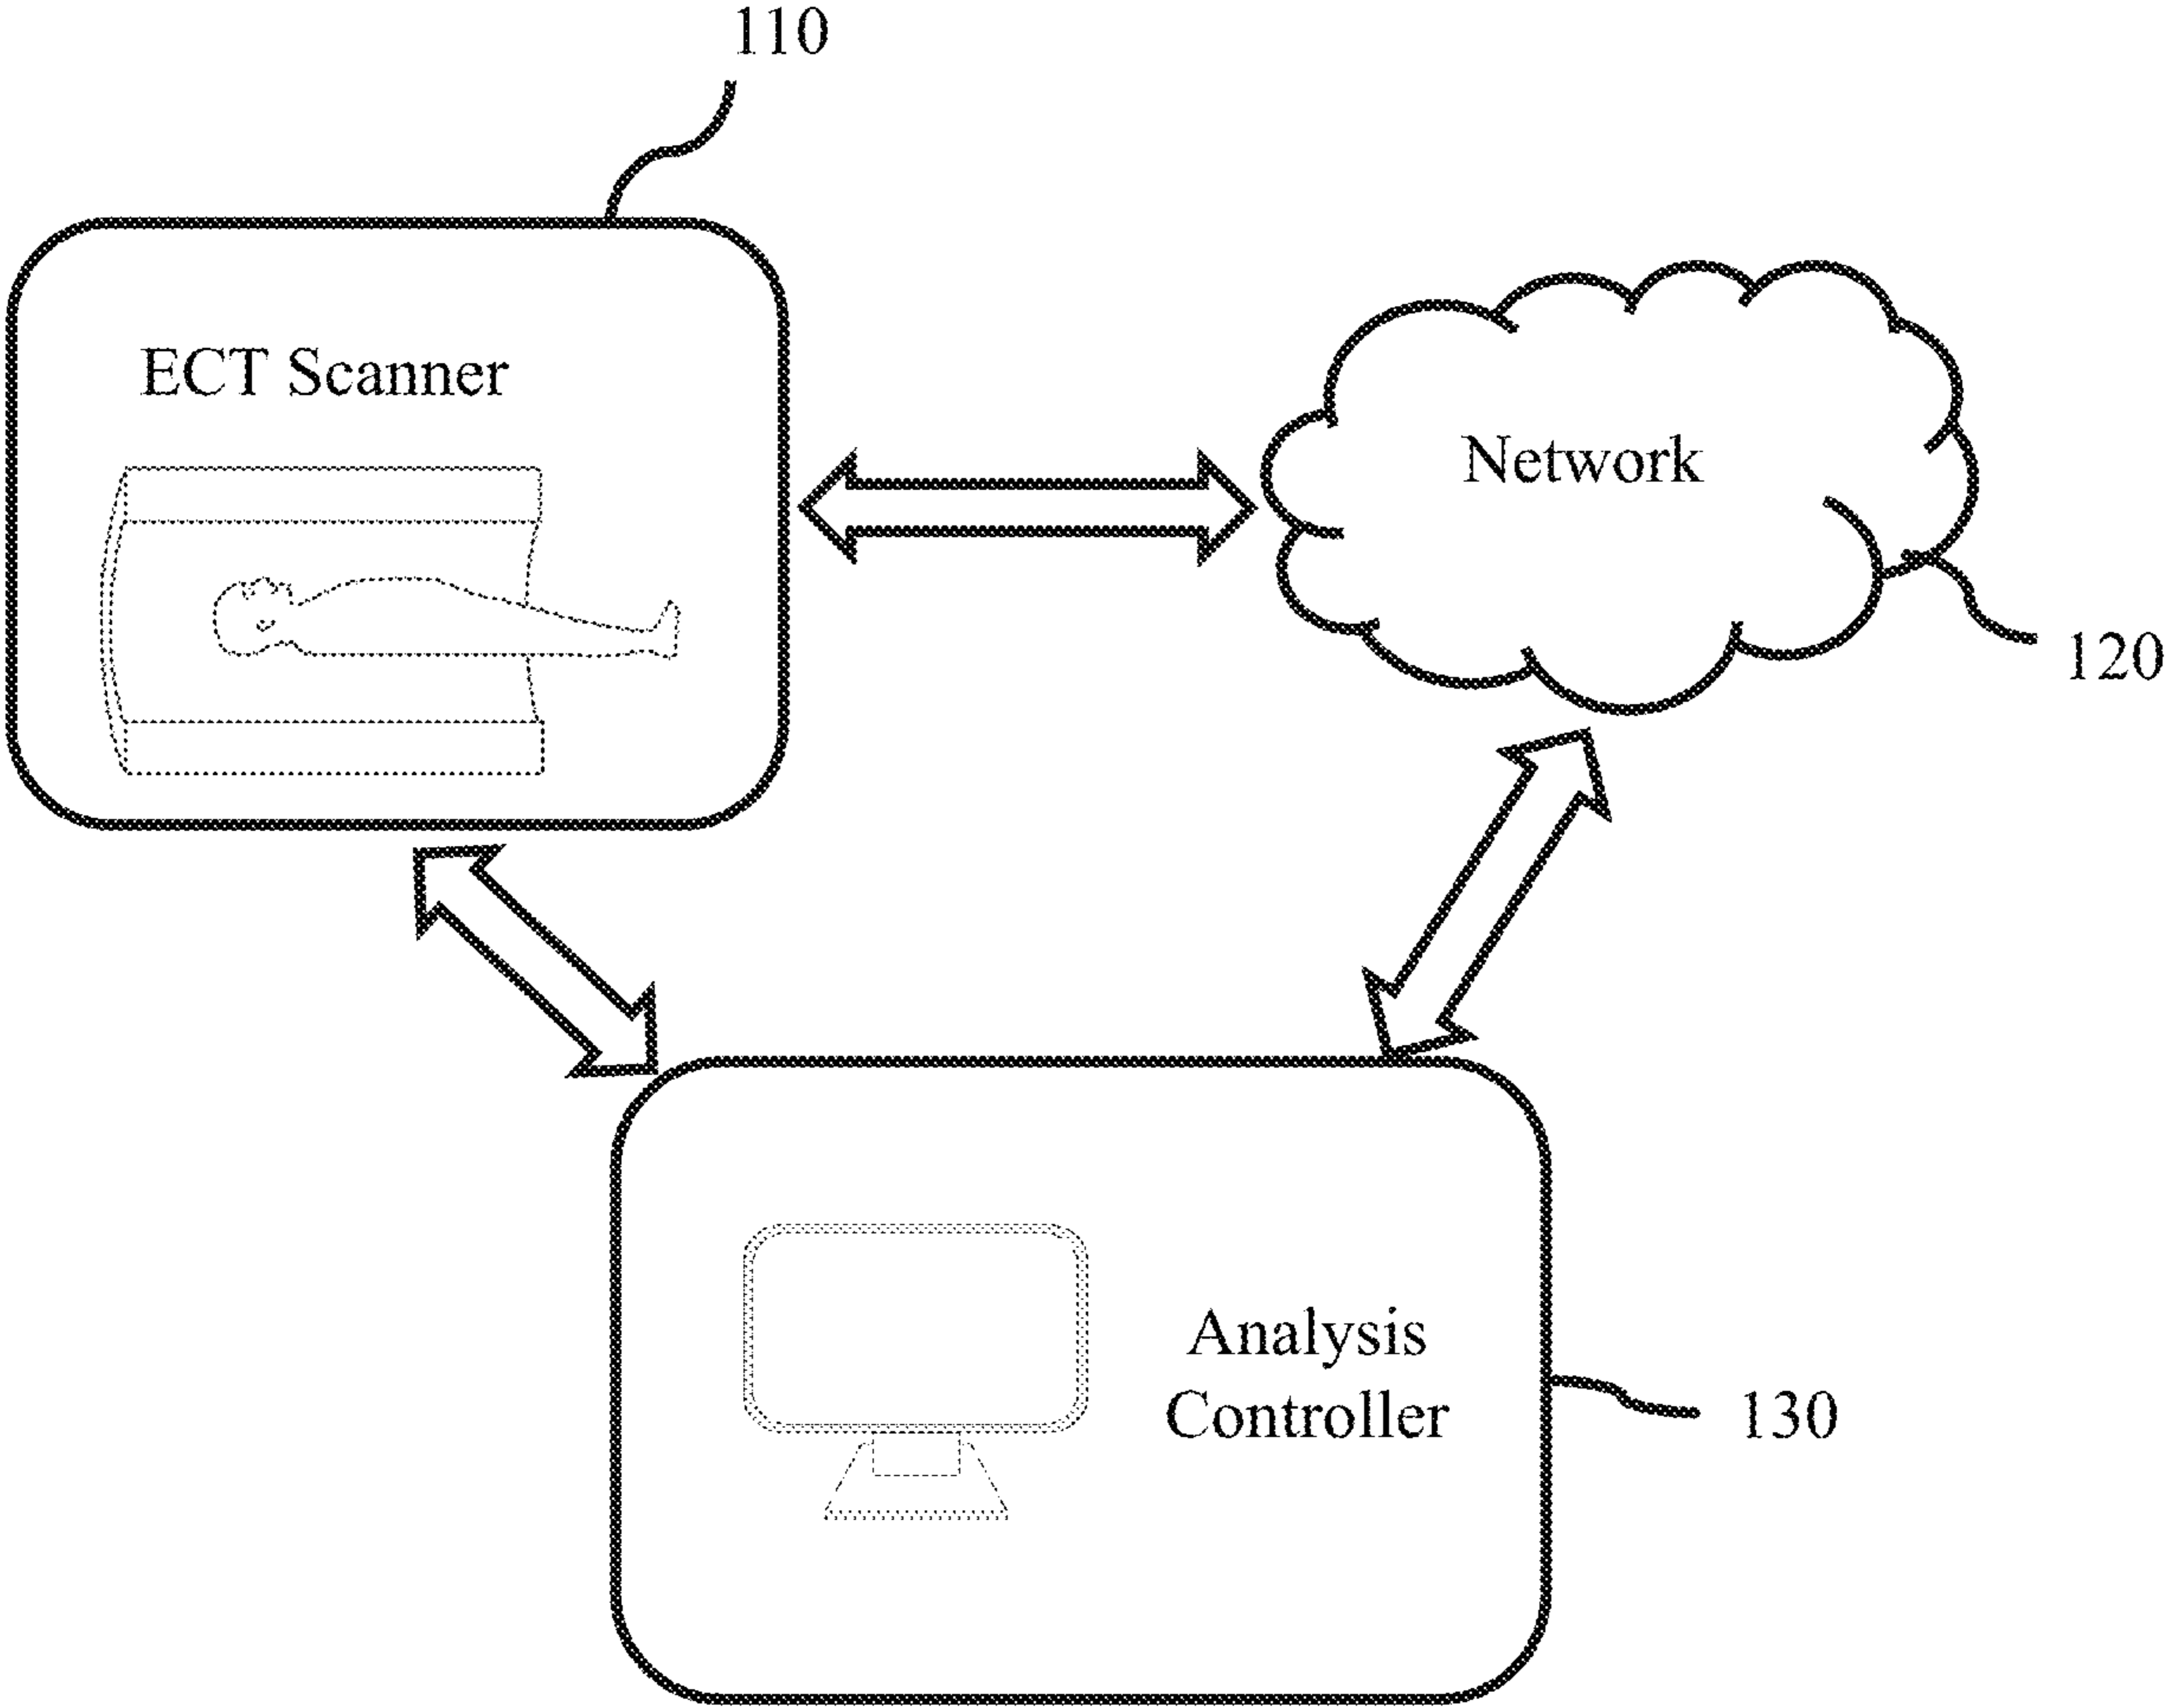 110
ECT Scanner
Network
120
Analysis
Controller
130